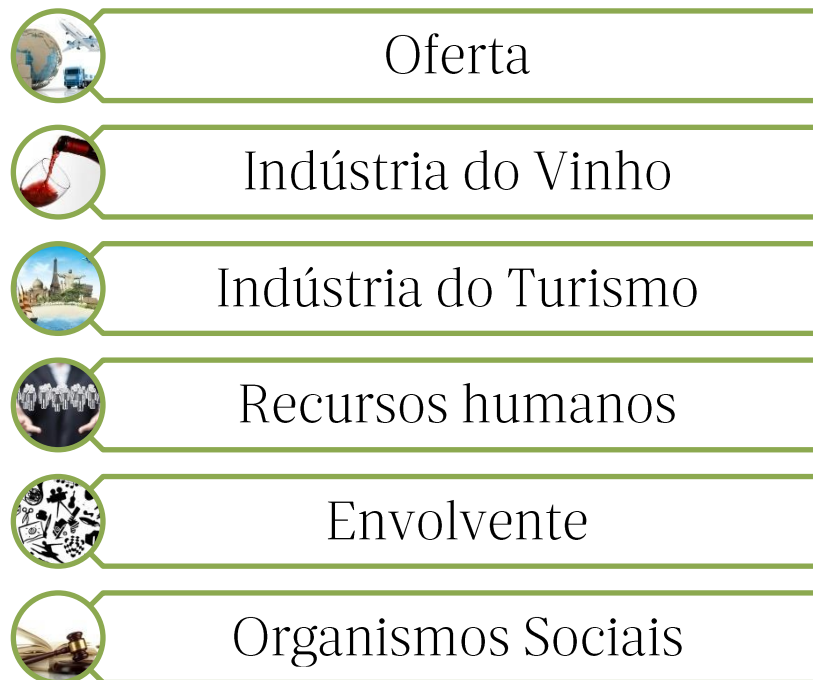 Oferta
Indústria do Vinho
Indústria do Turismo
Recursos humanos
Envolvente
Organismos Sociais